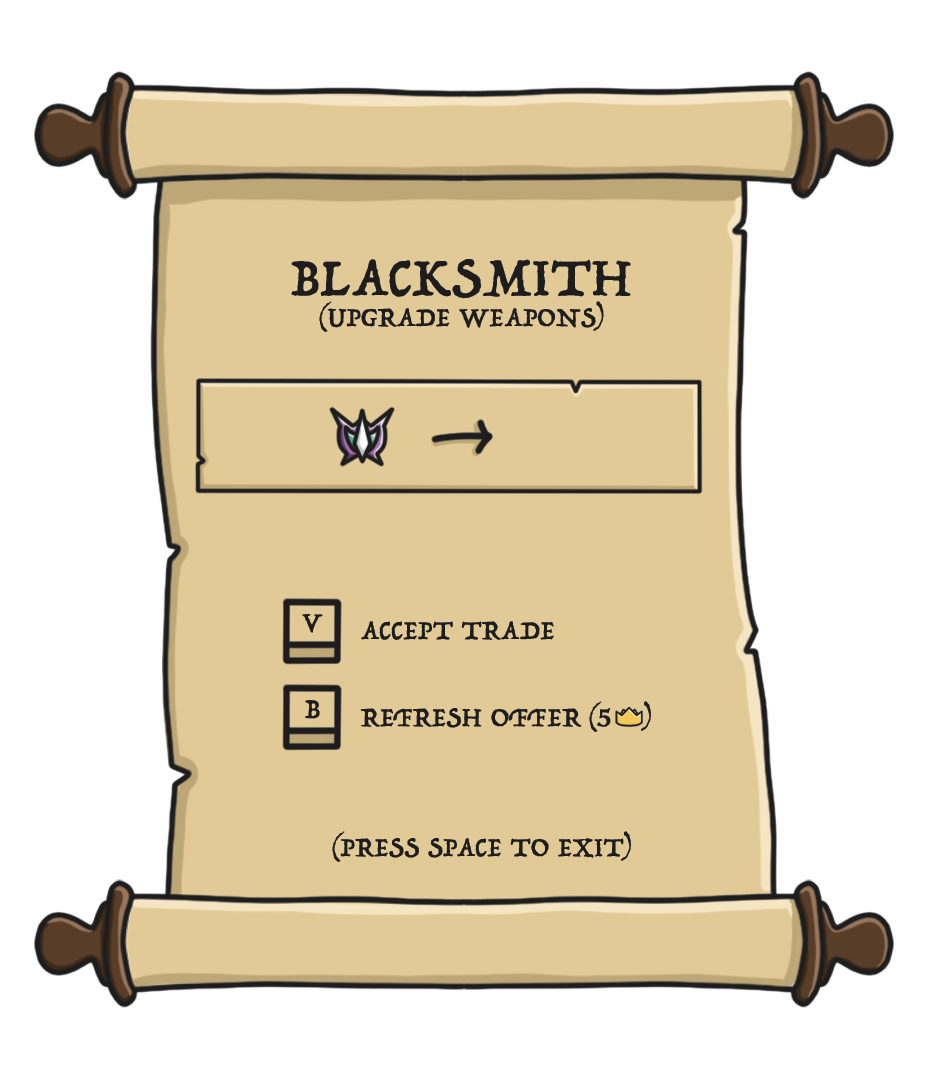 BLACKSMITH
(UPGRADE WEAPONS)
V ACCEPT TRADE
B REFRESH OFFER (5)
(PRESS SPACE TO EXIT)